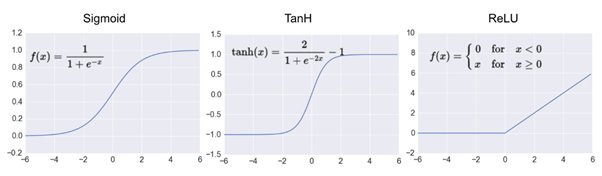 Sigmoid
TanH
ReLU
f(x) = 1 / (1 + e^{-x})
tanh(x) = 2 / (1 + e^{-2x}) − 1
f(x) = { 0 for x < 0
x for x ≥ 0
1.2
1.0
0.8
0.6
0.4
0.2
0.0
−0.2
−6 −4 −2 0 2 4 6
1.5
1.0
0.5
0.0
−0.5
−1.0
−1.5
−6 −4 −2 0 2 4 6
10
8
6
4
2
0
−2
−6 −4 −2 0 2 4 6